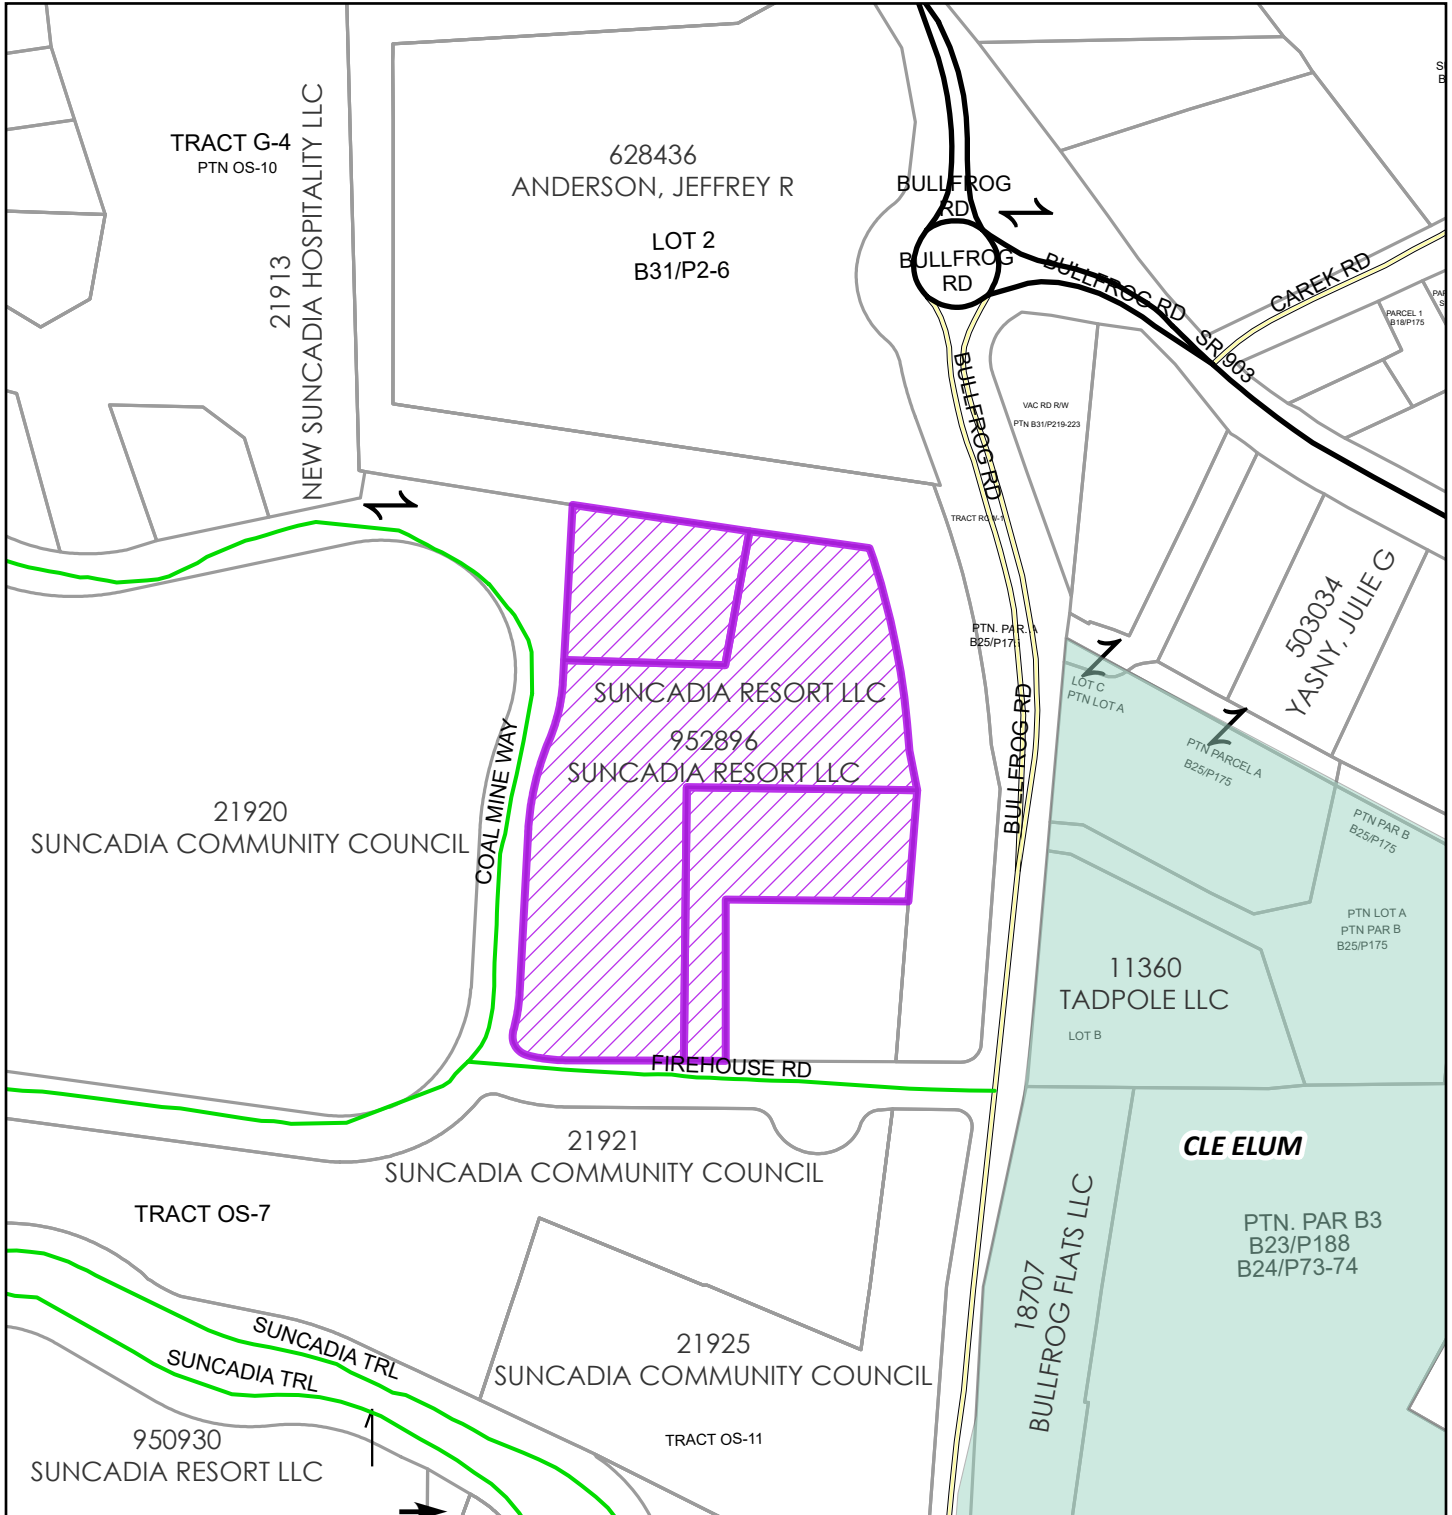 TRACT G-4
PTN OS-10
21913
NEW SUNCADIA HOSPITALITY LLC
628436
ANDERSON, JEFFREY R
LOT 2
B31/P2-6
BULLFROG
RD
BULLFROG
RD
BULLFROG RD
SR 903
CAREK RD
PARCEL 1
B18/P175
BULLFROG RD
VAC RD R/W
PTN B31/P219-223
PTN. PAR. A
503034
YASNY, JULIE G
LOT C
PTN LOT A
PTN PARCEL A
B25/P175
PTN PAR B
B25/P175
PTN LOT A
PTN PAR B
B25/P175
SUNCADIA RESORT LLC
952896
SUNCADIA RESORT LLC
COAL MINE WAY
BULLFROG RD
21920
SUNCADIA COMMUNITY COUNCIL
11360
TADPOLE LLC
LOT B
FIREHOUSE RD
21921
SUNCADIA COMMUNITY COUNCIL
CLE ELUM
TRACT OS-7
PTN. PAR B3
B23/P188
B24/P73-74
18707
BULLFROG FLATS LLC
SUNCADIA TRL
SUNCADIA TRL
21925
SUNCADIA COMMUNITY COUNCIL
TRACT OS-11
950930
SUNCADIA RESORT LLC